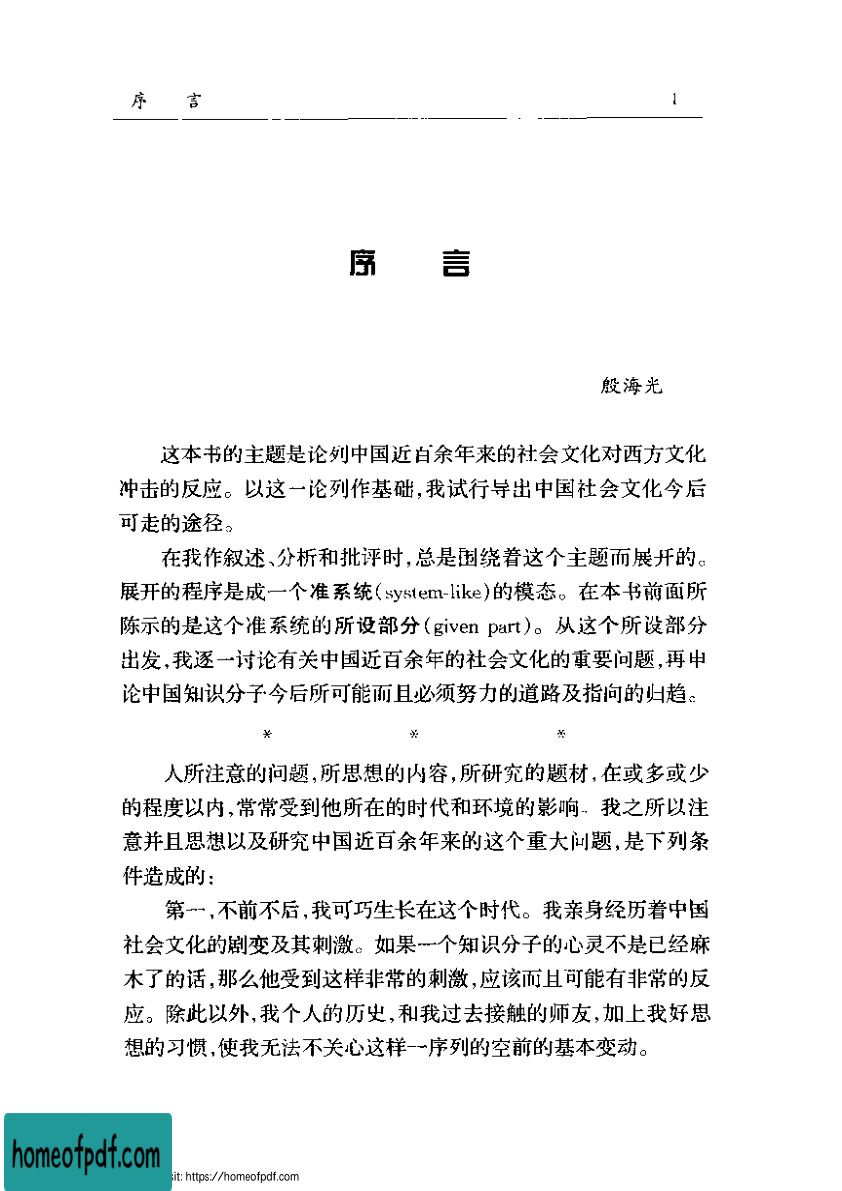 序 言 1
序 言
殷海光
这本书的主题是论列中国近百余年来的社会文化对西方文化
冲击的反应。以这一论列作基础,我试行导出中国社会文化今后
可走的途径。
在我作叙述、分析和批评时,总是围绕着这个主题而展开的。
展开的程序是成一个准系统(system-like)的模态。在本书前面所
陈示的是这个准系统的所设部分(given part)。从这个所设部分
出发,我逐一讨论有关中国近百余年的社会文化的重要问题,再申
论中国知识分子今后所可能而且必须努力的道路及指向的归趋。
* * *
人所注意的问题,所思想的内容,所研究的题材,在或多或少
的程度以内,常常受到他所在的时代和环境的影响。我之所以注
意并且思想以及研究中国近百余年来的这个重大问题,是下列条
件造成的:
第一,不前不后,我可巧生长在这个时代。我亲身经历着中国
社会文化的剧变及其刺激。如果一个知识分子的心灵不是已经麻
木了的话,那么他受到这样非常的刺激,应该而且可能有非常的反
应。除此以外,我个人的历史,和我过去接触的师友,加上我好思
想的习惯,使我无法不关心这样一序列的空前的基本变动。
homeofpdf.com
sit: https://homeofpdf.com